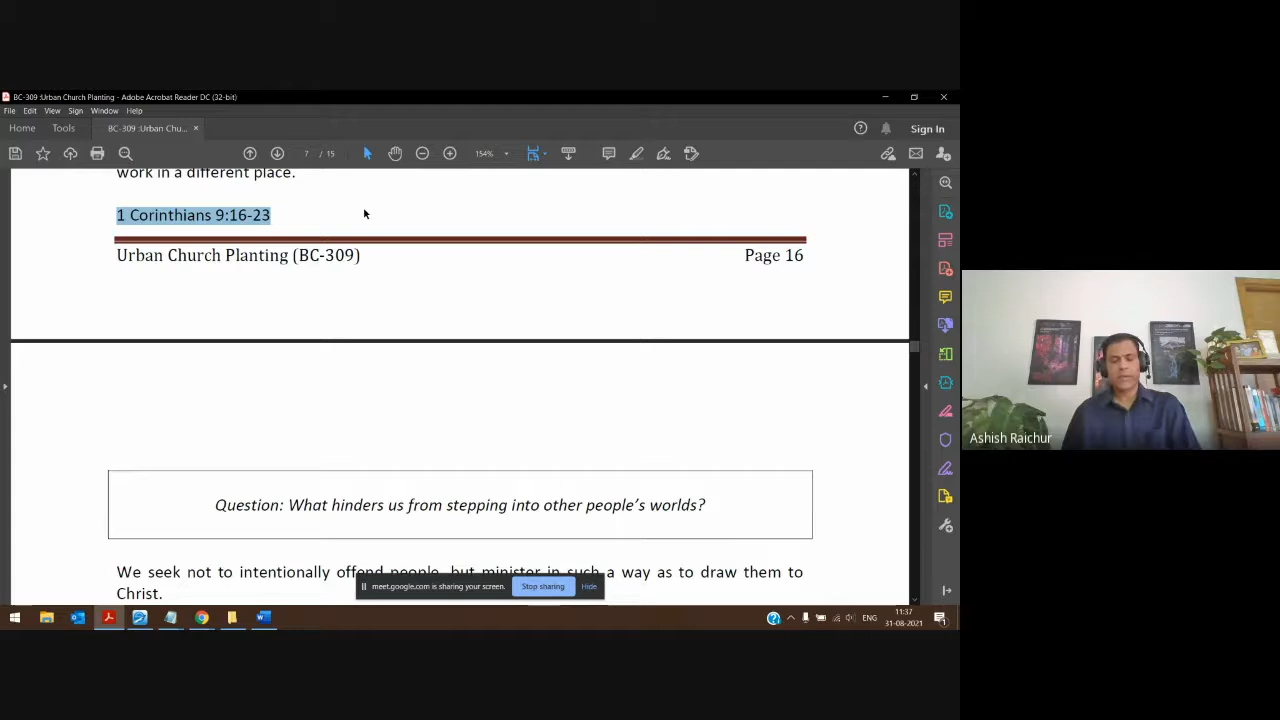 BC-309 :Urban Church Planting - Adobe Acrobat Reader DC (32-bit)
File Edit View Sign Window Help
Home Tools BC-309 :Urban Chu... × Sign In
7 / 15 154%
work in a different place.
1 Corinthians 9:16-23
Urban Church Planting (BC-309) Page 16
Question: What hinders us from stepping into other people's worlds?
We seek not to intentionally offend people, but minister in such a way as to draw them to
Christ.
meet.google.com is sharing your screen. Stop sharing Hide
11:37
ENG
31-08-2021
Ashish Raichur